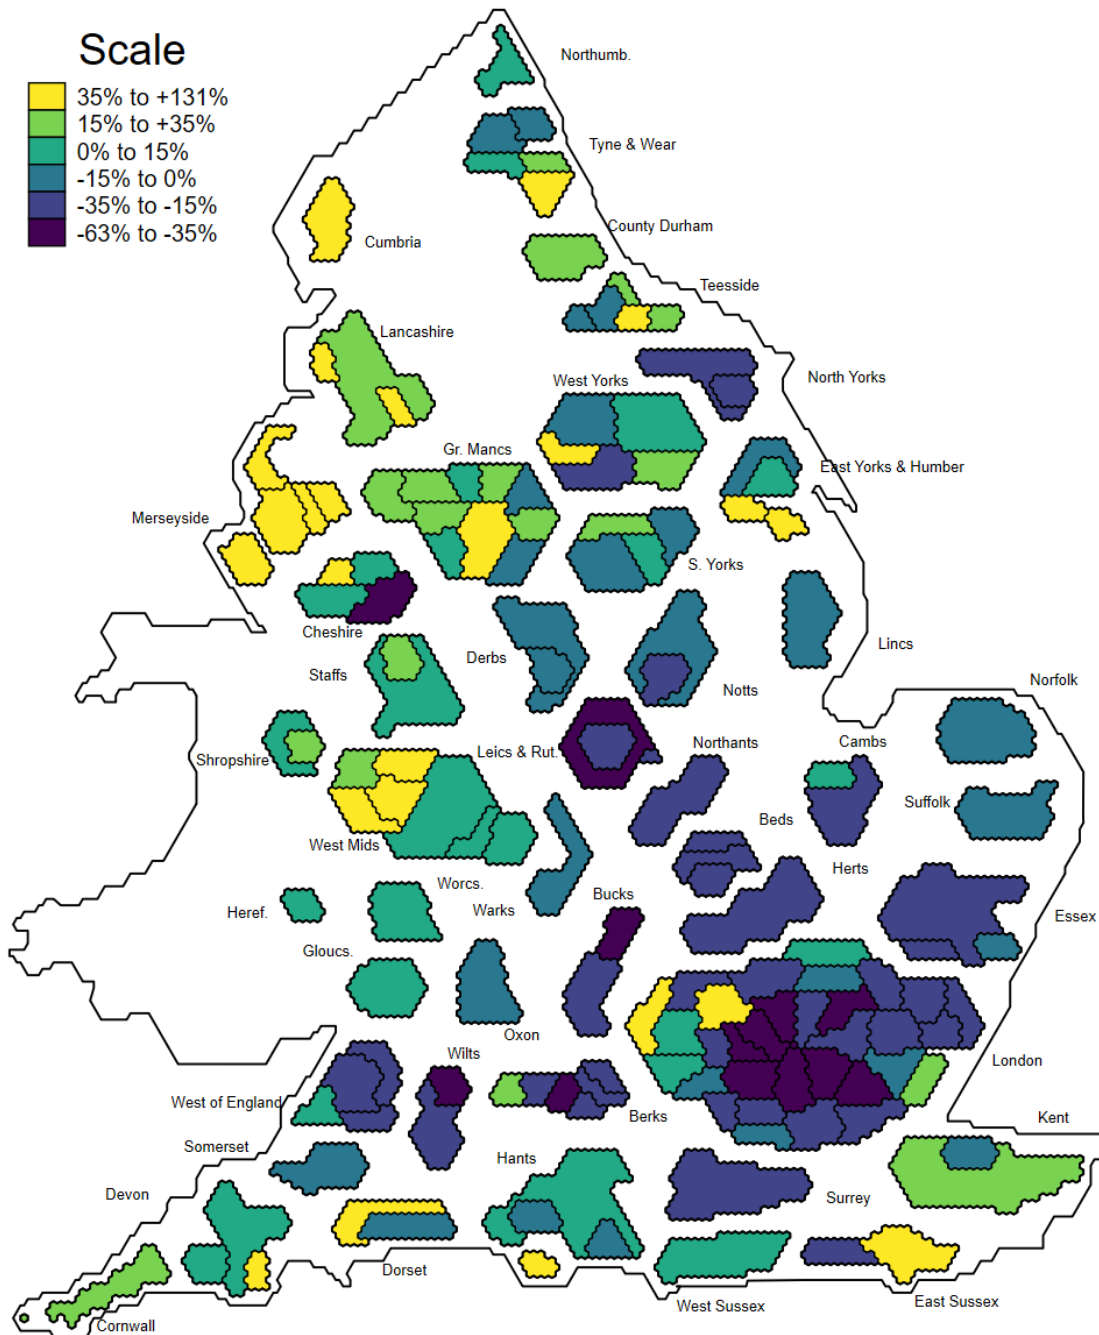 Scale
35% to +131%
15% to +35%
0% to 15%
-15% to 0%
-35% to -15%
-63% to -35%
Northumb.
Tyne & Wear
County Durham
Cumbria
Teesside
Lancashire
North Yorks
West Yorks
Gr. Mancs
East Yorks & Humber
Merseyside
S. Yorks
Cheshire
Lincs
Derbs
Staffs
Notts
Norfolk
Northants
Cambs
Leics & Rut.
Shropshire
Suffolk
Beds
West Mids
Herts
Worcs.
Bucks
Heref.
Warks
Essex
Gloucs.
Oxon
Wilts
London
West of England
Berks
Kent
Somerset
Hants
Devon
Surrey
Dorset
West Sussex
East Sussex
Cornwall